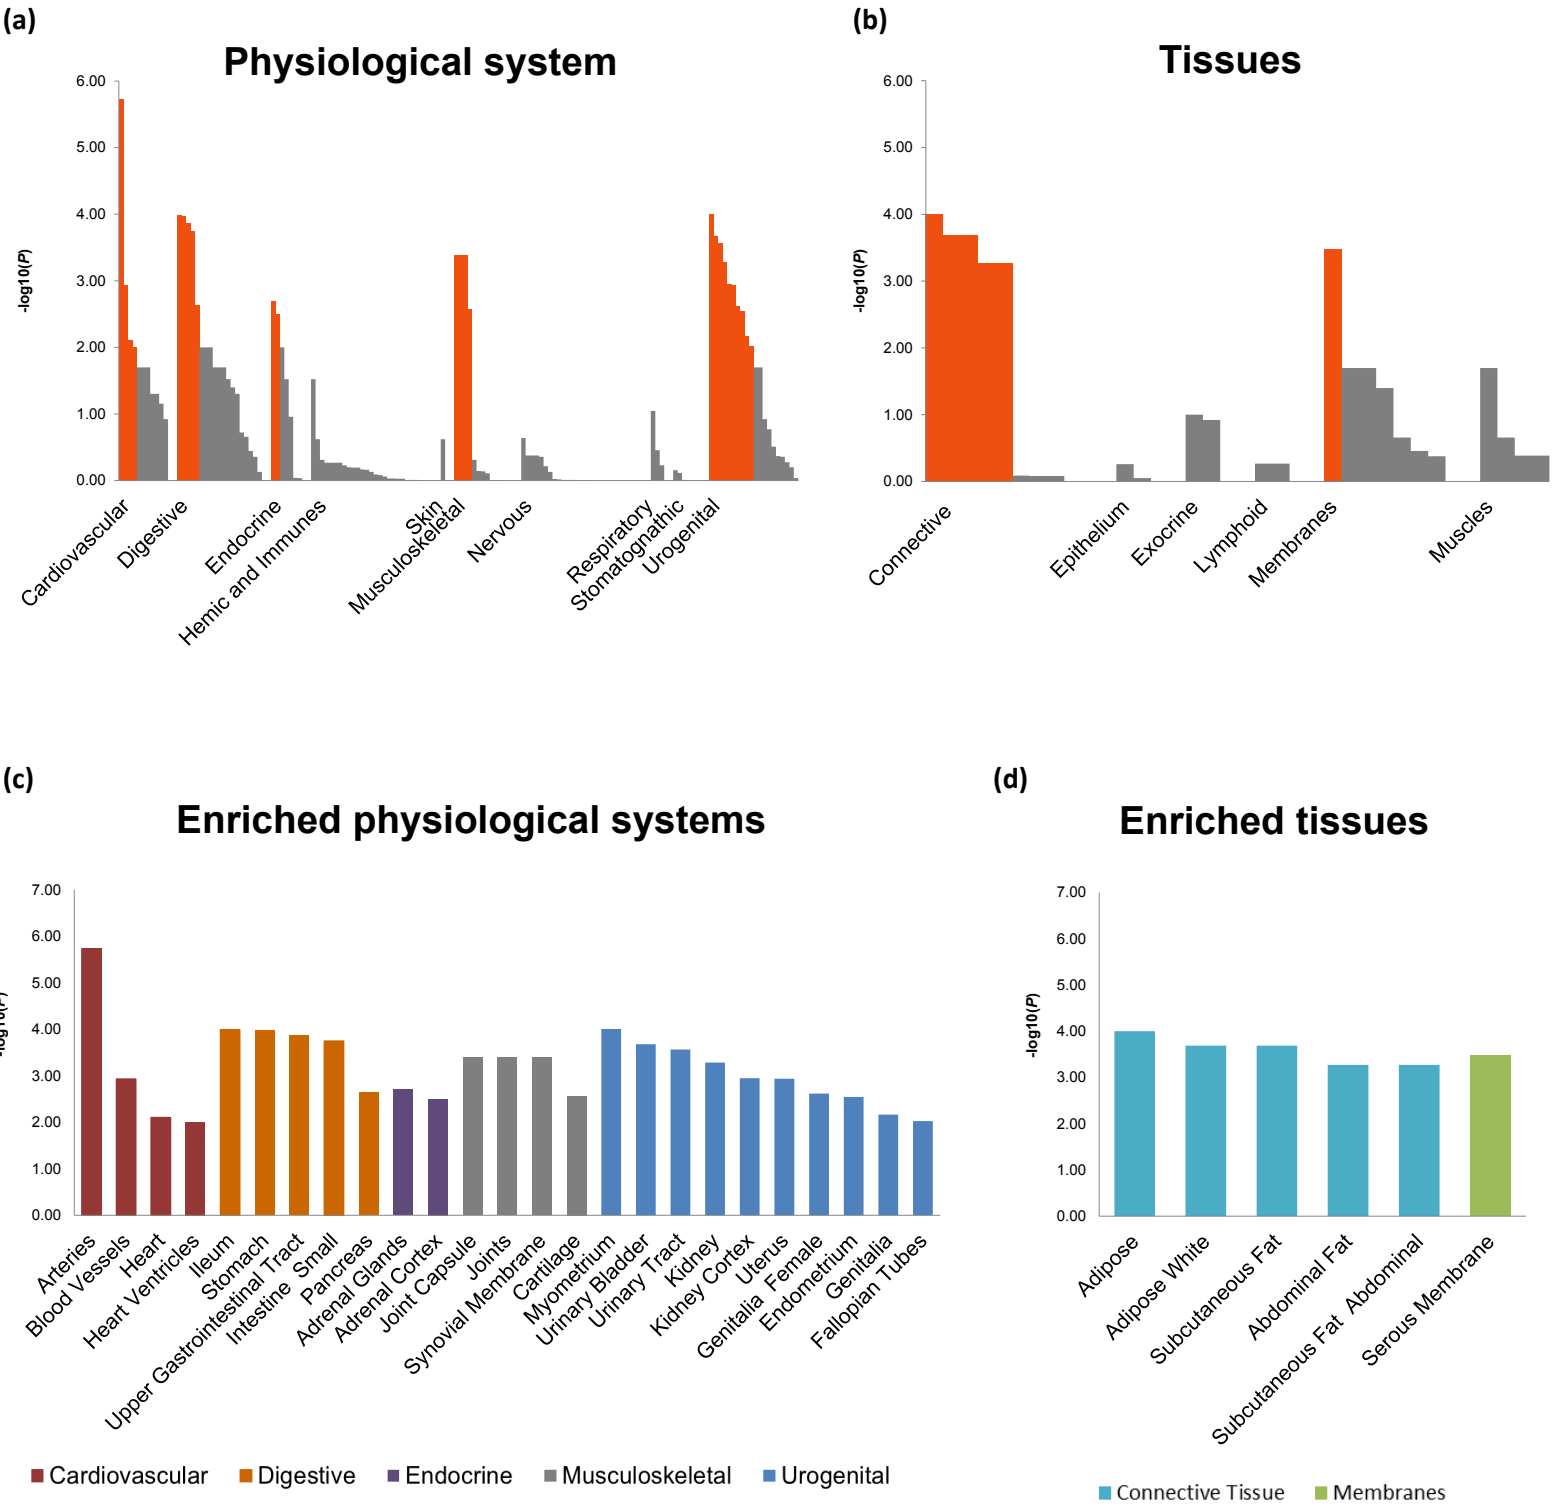 (a)
Physiological system
6.00
5.00
4.00
3.00
2.00
1.00
0.00
-log10(P)
Cardiovascular
Digestive
Endocrine
Hemic and Immunes
Skin
Musculoskeletal
Nervous
Respiratory
Stomatognathic
Urogenital
(b)
Tissues
6.00
5.00
4.00
3.00
2.00
1.00
0.00
-log10(P)
Connective
Epithelium
Exocrine
Lymphoid
Membranes
Muscles
(c)
Enriched physiological systems
7.00
6.00
5.00
4.00
3.00
2.00
1.00
0.00
-log10(P)
Arteries
Blood Vessels
Heart
Heart Ventricles
Ileum
Stomach
Upper Gastrointestinal Tract
Intestine Small
Pancreas
Adrenal Glands
Adrenal Cortex
Joint Capsule
Joints
Synovial Membrane
Cartilage
Myometrium
Urinary Bladder
Urinary Tract
Kidney
Kidney Cortex
Uterus
Genitalia Female
Endometrium
Genitalia
Fallopian Tubes
Cardiovascular Digestive Endocrine Musculoskeletal Urogenital
(d)
Enriched tissues
7.00
6.00
5.00
4.00
3.00
2.00
1.00
0.00
-log10(P)
Adipose
Adipose White
Subcutaneous Fat
Abdominal Fat
Subcutaneous Fat Abdominal
Serous Membrane
Connective Tissue Membranes